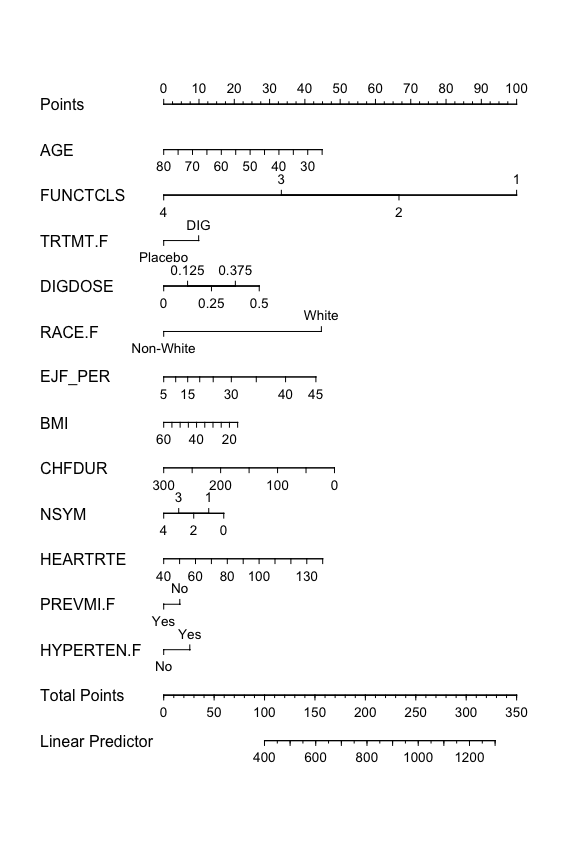 0 10 20 30 40 50 60 70 80 90 100
Points
AGE
80 70 60 50 40 30
3 1
FUNCTCLS
4 2
DIG
TRTMT.F
Placebo
0.125 0.375
DIGDOSE
0 0.25 0.5
White
RACE.F
Non-White
EJF_PER
5 15 30 40 45
BMI
60 40 20
CHFDUR
300 200 100 0
3 1
NSYM
4 2 0
HEARTRTE
40 60 80 100 130
No
PREVMI.F
Yes
Yes
HYPERTEN.F
No
Total Points
0 50 100 150 200 250 300 350
Linear Predictor
400 600 800 1000 1200